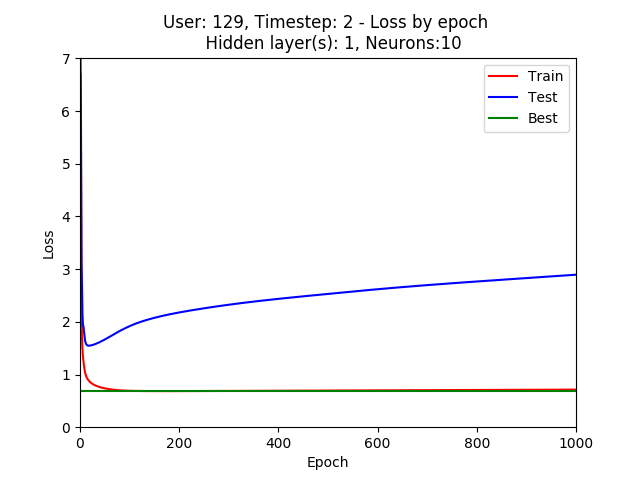 User: 129, Timestep: 2 - Loss by epoch
Hidden layer(s): 1, Neurons:10
7
6
5
4
3
2
1
0
Loss
Train
Test
Best
0 200 400 600 800 1000
Epoch